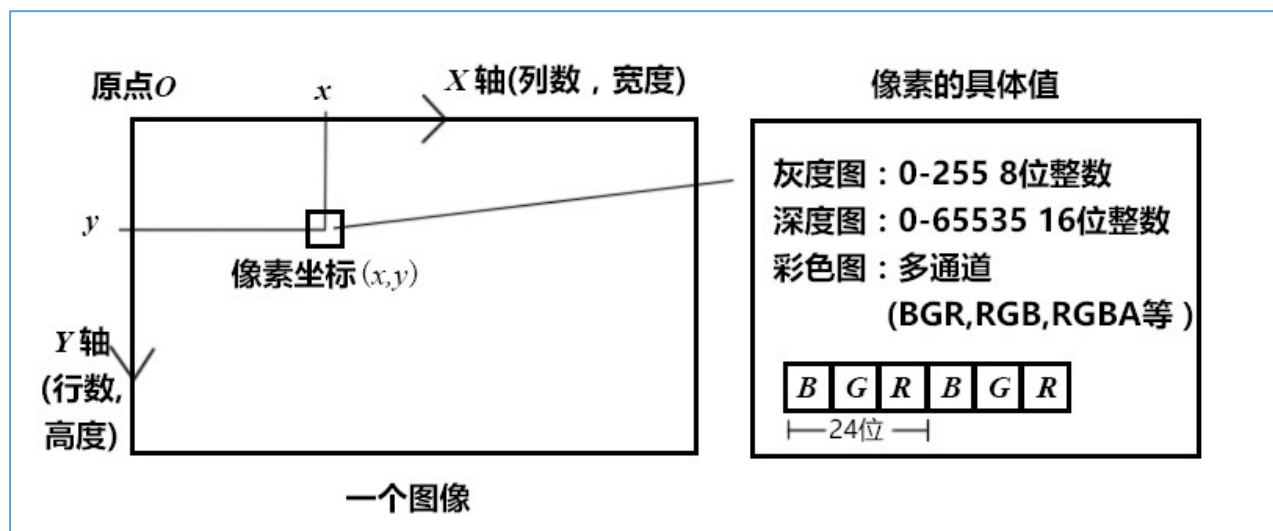 原点O
x
X 轴(列数，宽度)
y
像素坐标(x,y)
Y 轴
(行数,
高度)
一个图像
像素的具体值
灰度图：0-255 8位整数
深度图：0-65535 16位整数
彩色图：多通道
(BGR,RGB,RGBA等 )
B G R B G R
24位